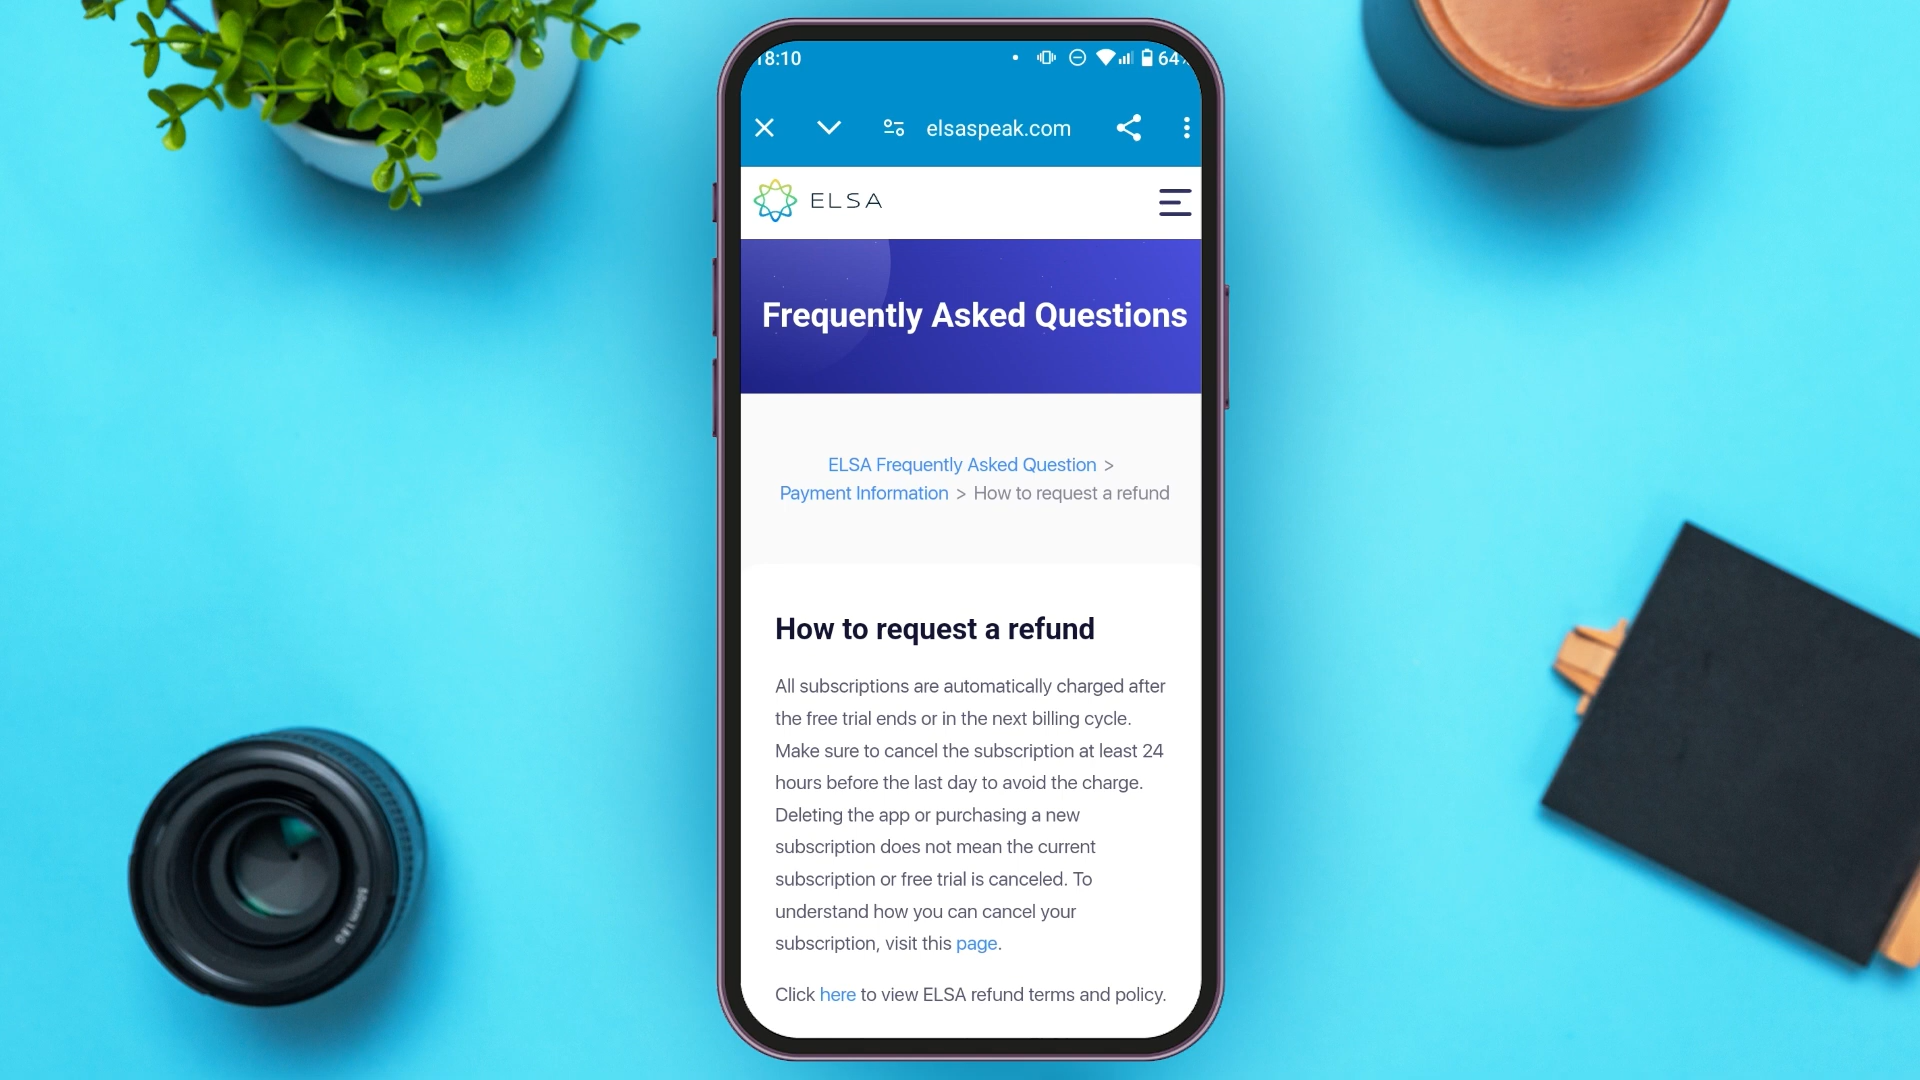 18:10
64%
elsaspeak.com
ELSA
Frequently Asked Questions
ELSA Frequently Asked Question >
Payment Information > How to request a refund
How to request a refund
All subscriptions are automatically charged after
the free trial ends or in the next billing cycle.
Make sure to cancel the subscription at least 24
hours before the last day to avoid the charge.
Deleting the app or purchasing a new
subscription does not mean the current
subscription or free trial is canceled. To
understand how you can cancel your
subscription, visit this page.
Click here to view ELSA refund terms and policy.